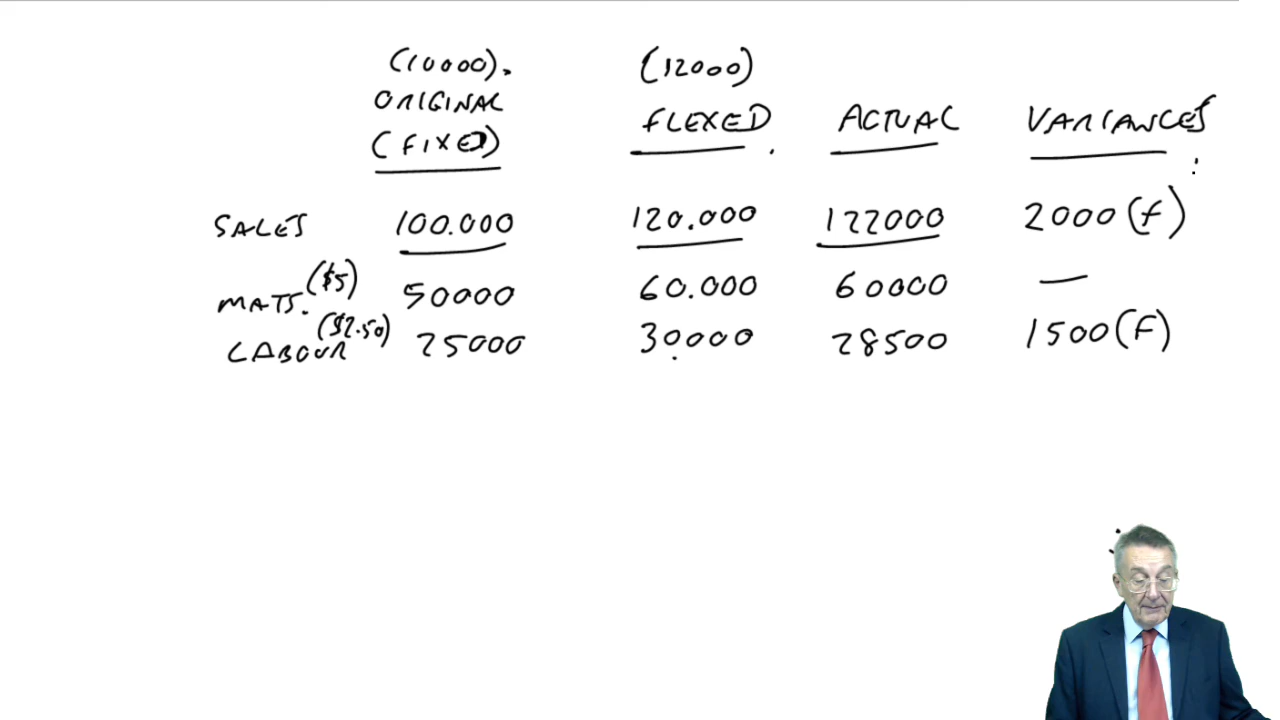 (10000). (12000)
ORIGINAL
(FIXED) FLEXED ACTUAL VARIANCES
SALES 100.000 120.000 122000 2000 (f)
MATS. ($5) 50000 60.000 60000 —
LABOUR ($2.50) 25000 30000 28500 1500 (F)